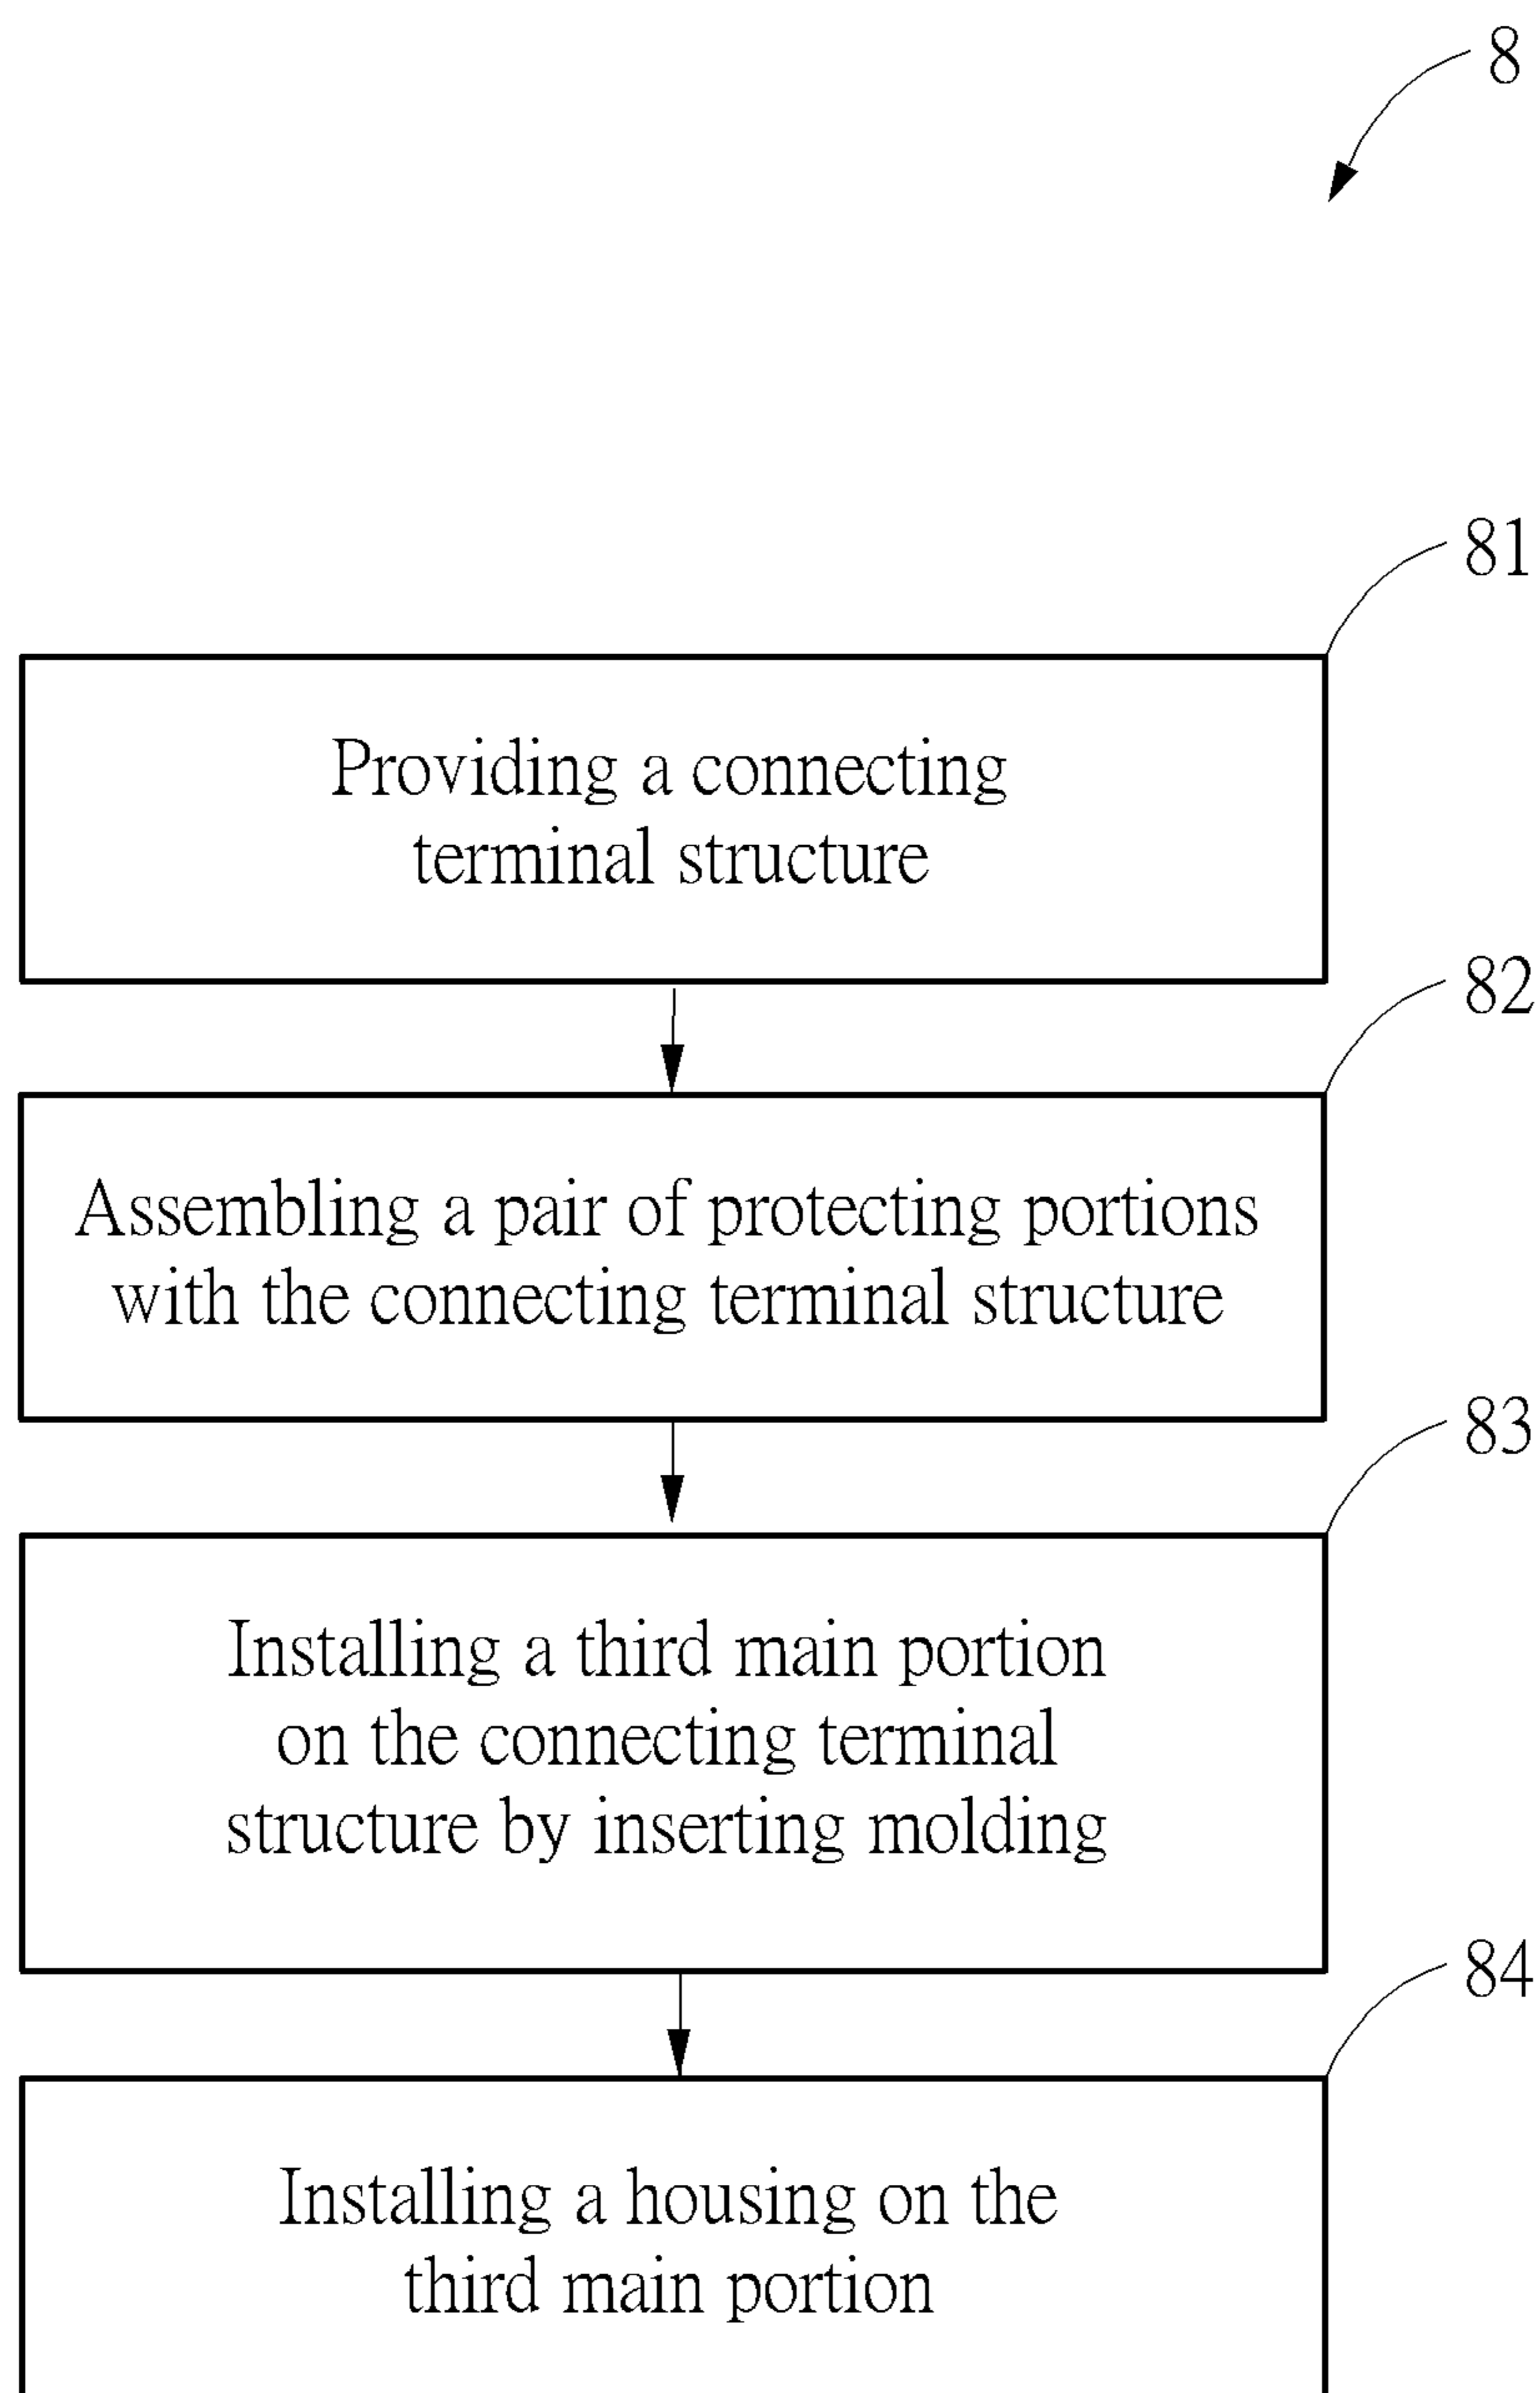 8
81
Providing a connecting
terminal structure
82
Assembling a pair of protecting portions
with the connecting terminal structure
83
Installing a third main portion
on the connecting terminal
structure by inserting molding
84
Installing a housing on the
third main portion